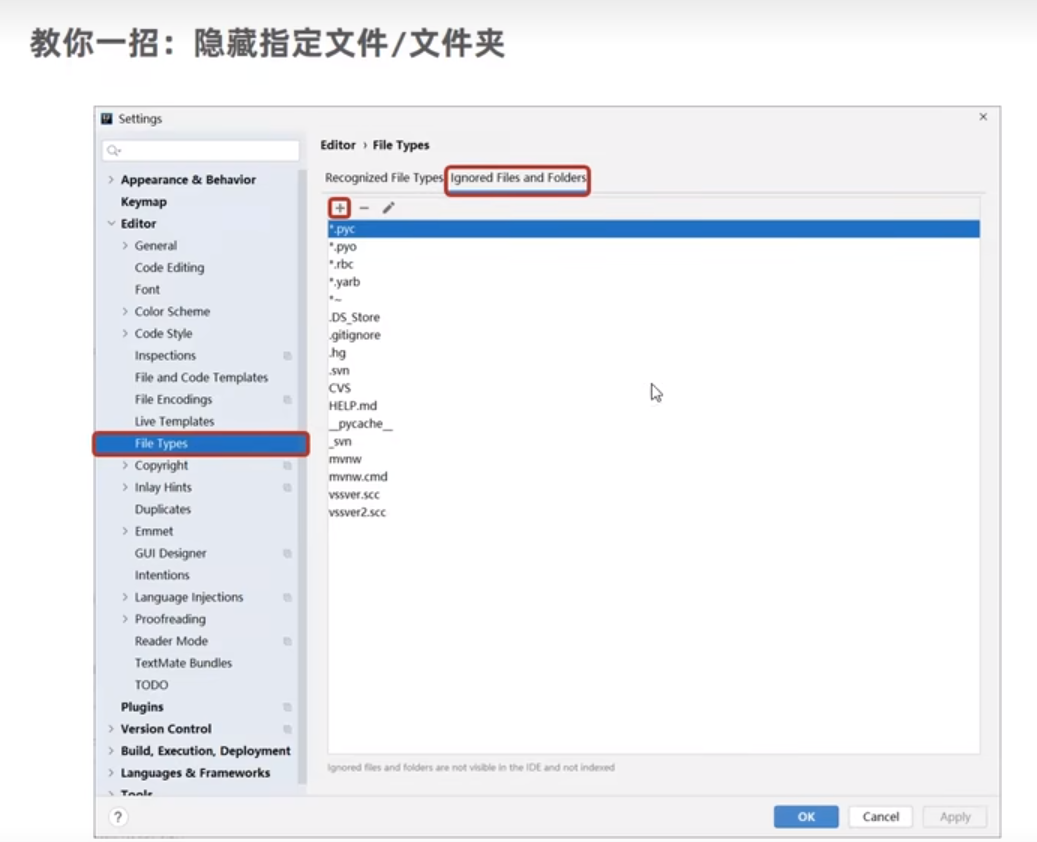 教你一招：隐藏指定文件/文件夹
Settings
Editor › File Types
Appearance & Behavior
Keymap
Editor
General
Code Editing
Font
Color Scheme
Code Style
Inspections
File and Code Templates
File Encodings
Live Templates
File Types
Copyright
Inlay Hints
Duplicates
Emmet
GUI Designer
Intentions
Language Injections
Proofreading
Reader Mode
TextMate Bundles
TODO
Plugins
Version Control
Build, Execution, Deployment
Languages & Frameworks
Tools
Recognized File Types Ignored Files and Folders
*.pyc
*.pyo
*.rbc
*.yarb
*~
.DS_Store
.gitignore
.hg
.svn
CVS
HELP.md
__pycache__
_svn
mvnw
mvnw.cmd
vssver.scc
vssver2.scc
Ignored files and folders are not visible in the IDE and not indexed
?
OK Cancel Apply